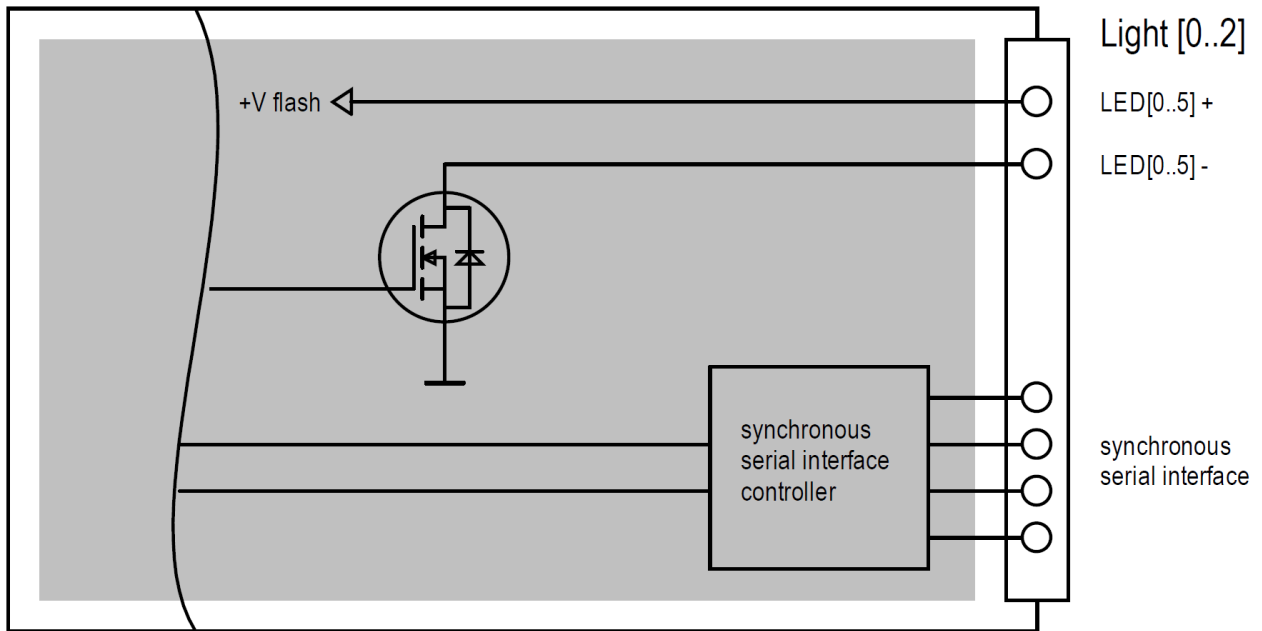 Light [0..2]
+V flash
LED[0..5] +
LED[0..5] -
synchronous
serial interface
controller
synchronous
serial interface